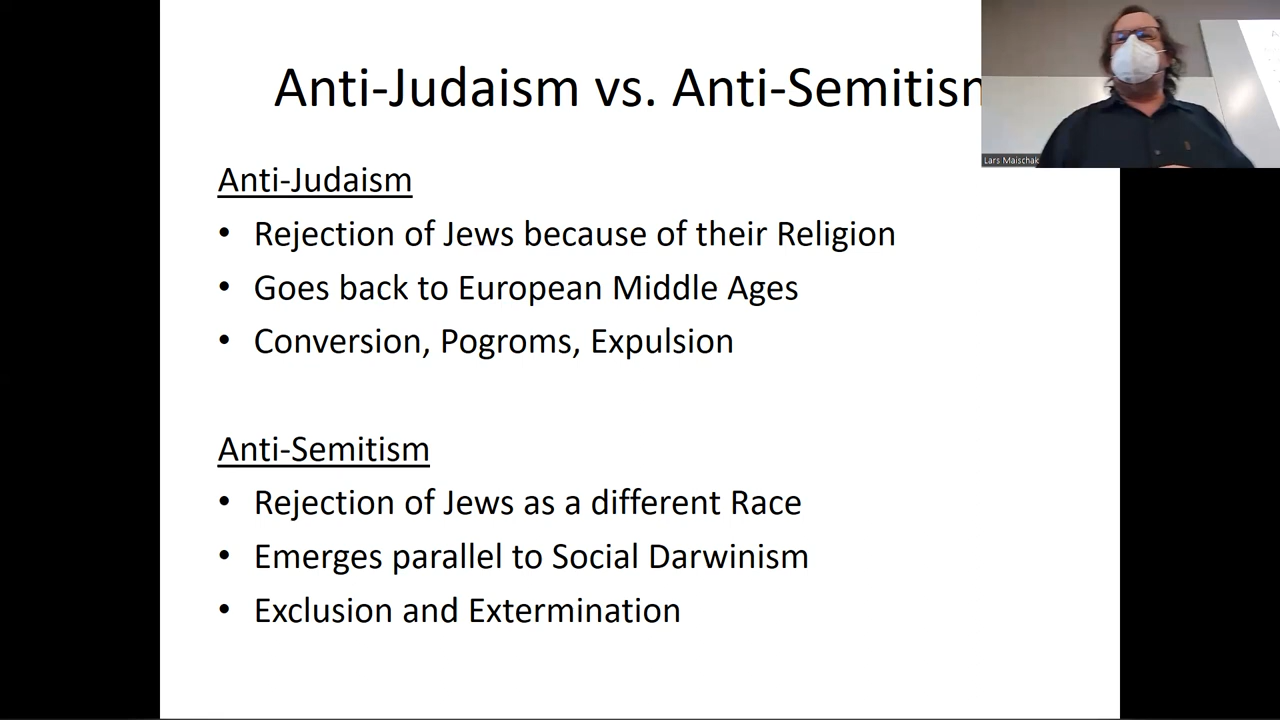 Anti-Judaism vs. Anti-Semitism
Lars Maischak
Anti-Judaism
• Rejection of Jews because of their Religion
• Goes back to European Middle Ages
• Conversion, Pogroms, Expulsion
Anti-Semitism
• Rejection of Jews as a different Race
• Emerges parallel to Social Darwinism
• Exclusion and Extermination